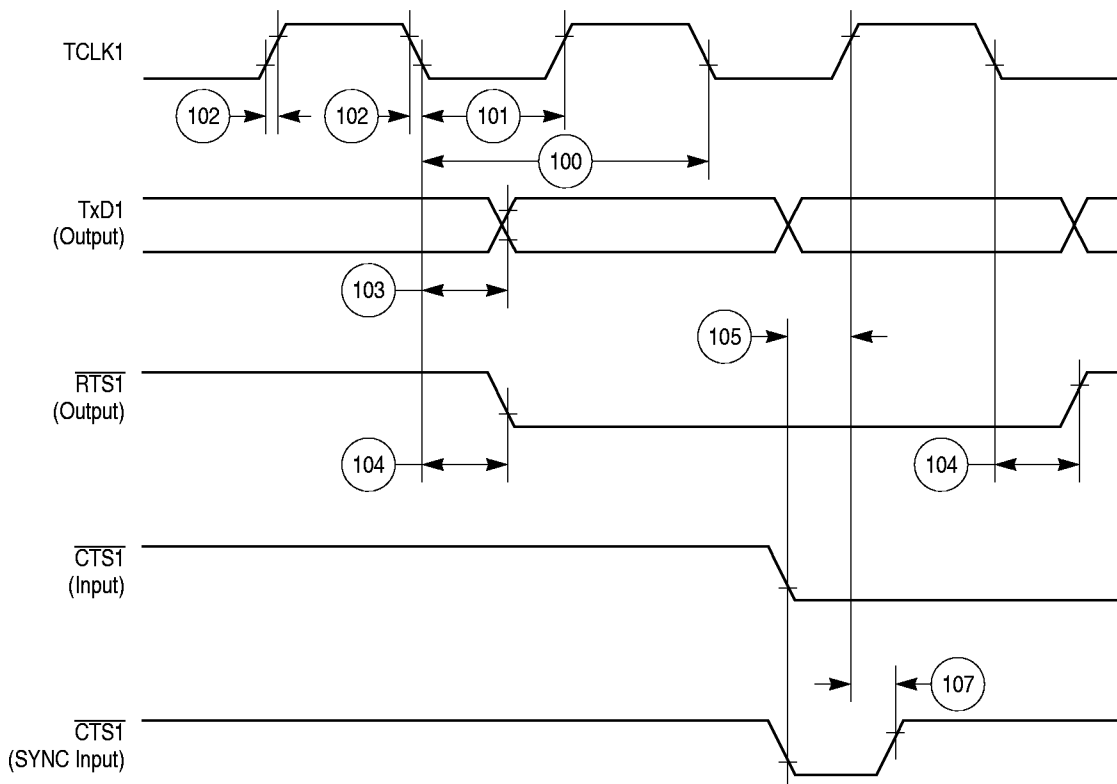 TCLK1
102
102
101
100
TxD1
(Output)
103
105
RTS1
(Output)
104
104
CTS1
(Input)
107
CTS1
(SYNC Input)